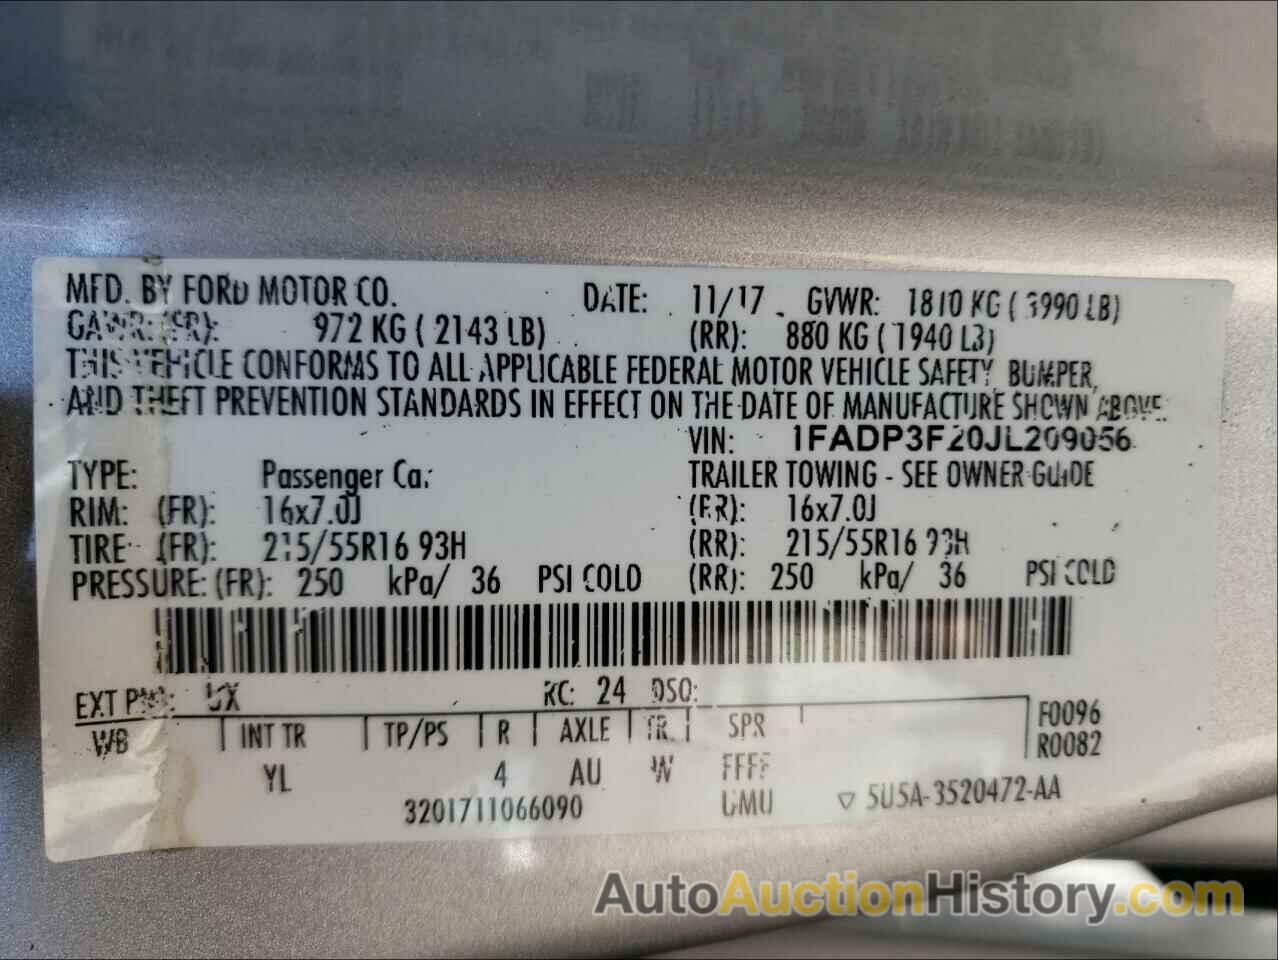 MFD. BY FORD MOTOR CO. DATE: 11/17 GVWR: 1810 KG ( 3990 LB)
GAWR: (FR): 972 KG ( 2143 LB) (RR): 880 KG ( 1940 LB)
THIS VEHICLE CONFORMS TO ALL APPLICABLE FEDERAL MOTOR VEHICLE SAFETY, BUMPER,
AND THEFT PREVENTION STANDARDS IN EFFECT ON THE DATE OF MANUFACTURE SHOWN ABOVE.
VIN: 1FADP3F20JL209056
TYPE: Passenger Car TRAILER TOWING - SEE OWNER GUIDE
RIM: (FR): 16x7.0J (RR): 16x7.0J
TIRE (FR): 215/55R16 93H (RR): 215/55R16 93H
PRESSURE: (FR): 250 kPa/ 36 PSI COLD (RR): 250 kPa/ 36 PSI COLD
EXT PNT: UX RC: 24 DSO:
WB INT TR TP/PS R AXLE TR SPR F0096
R0082
YL 4 AU W FFFF
3201711066090 UMU ▽ 5U5A-3520472-AA
AutoAuctionHistory.com